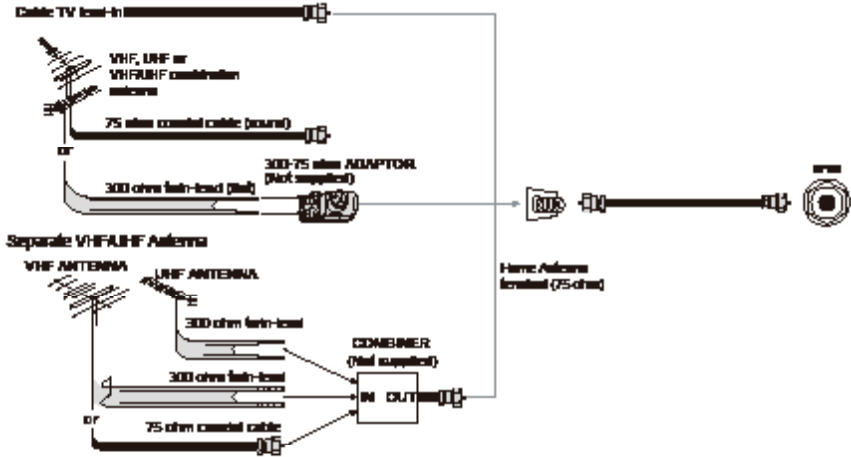 Cable TV lead-in
VHF, UHF or
VHF/UHF combination
antenna
75 ohm coaxial cable (round)
or
300-75 ohm ADAPTOR
(Not supplied)
300 ohm twin-lead (flat)
Separate VHF/UHF Antenna
VHF ANTENNA
UHF ANTENNA
Home Antenna
terminal (75-ohm)
300 ohm twin-lead
COMBINER
(Not supplied)
300 ohm twin-lead
IN OUT
or
75 ohm coaxial cable